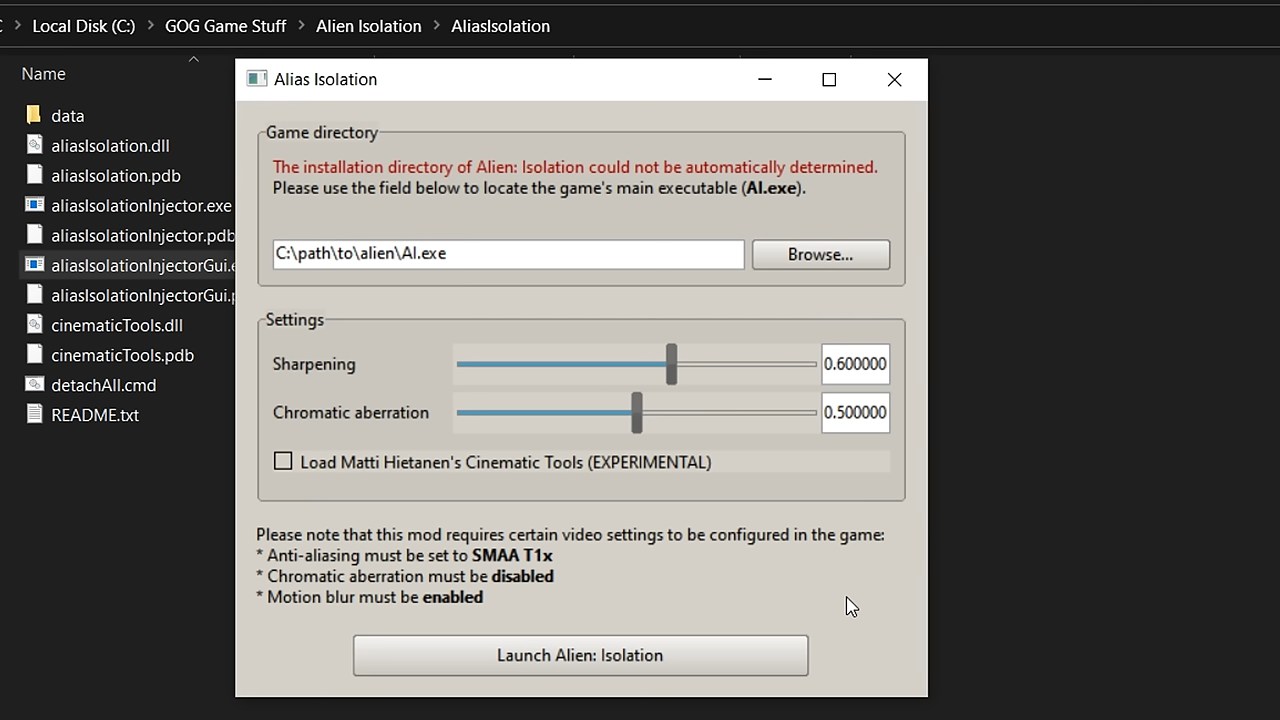 Local Disk (C:) > GOG Game Stuff > Alien Isolation > AliasIsolation
Name
data
aliasIsolation.dll
aliasIsolation.pdb
aliasIsolationInjector.exe
aliasIsolationInjector.pdb
aliasIsolationInjectorGui.e
aliasIsolationInjectorGui.p
cinematicTools.dll
cinematicTools.pdb
detachAll.cmd
README.txt
Alias Isolation
Game directory
The installation directory of Alien: Isolation could not be automatically determined.
Please use the field below to locate the game's main executable (AI.exe).
C:\path\to\alien\AI.exe
Browse...
Settings
Sharpening 0.600000
Chromatic aberration 0.500000
Load Matti Hietanen's Cinematic Tools (EXPERIMENTAL)
Please note that this mod requires certain video settings to be configured in the game:
* Anti-aliasing must be set to SMAA T1x
* Chromatic aberration must be disabled
* Motion blur must be enabled
Launch Alien: Isolation